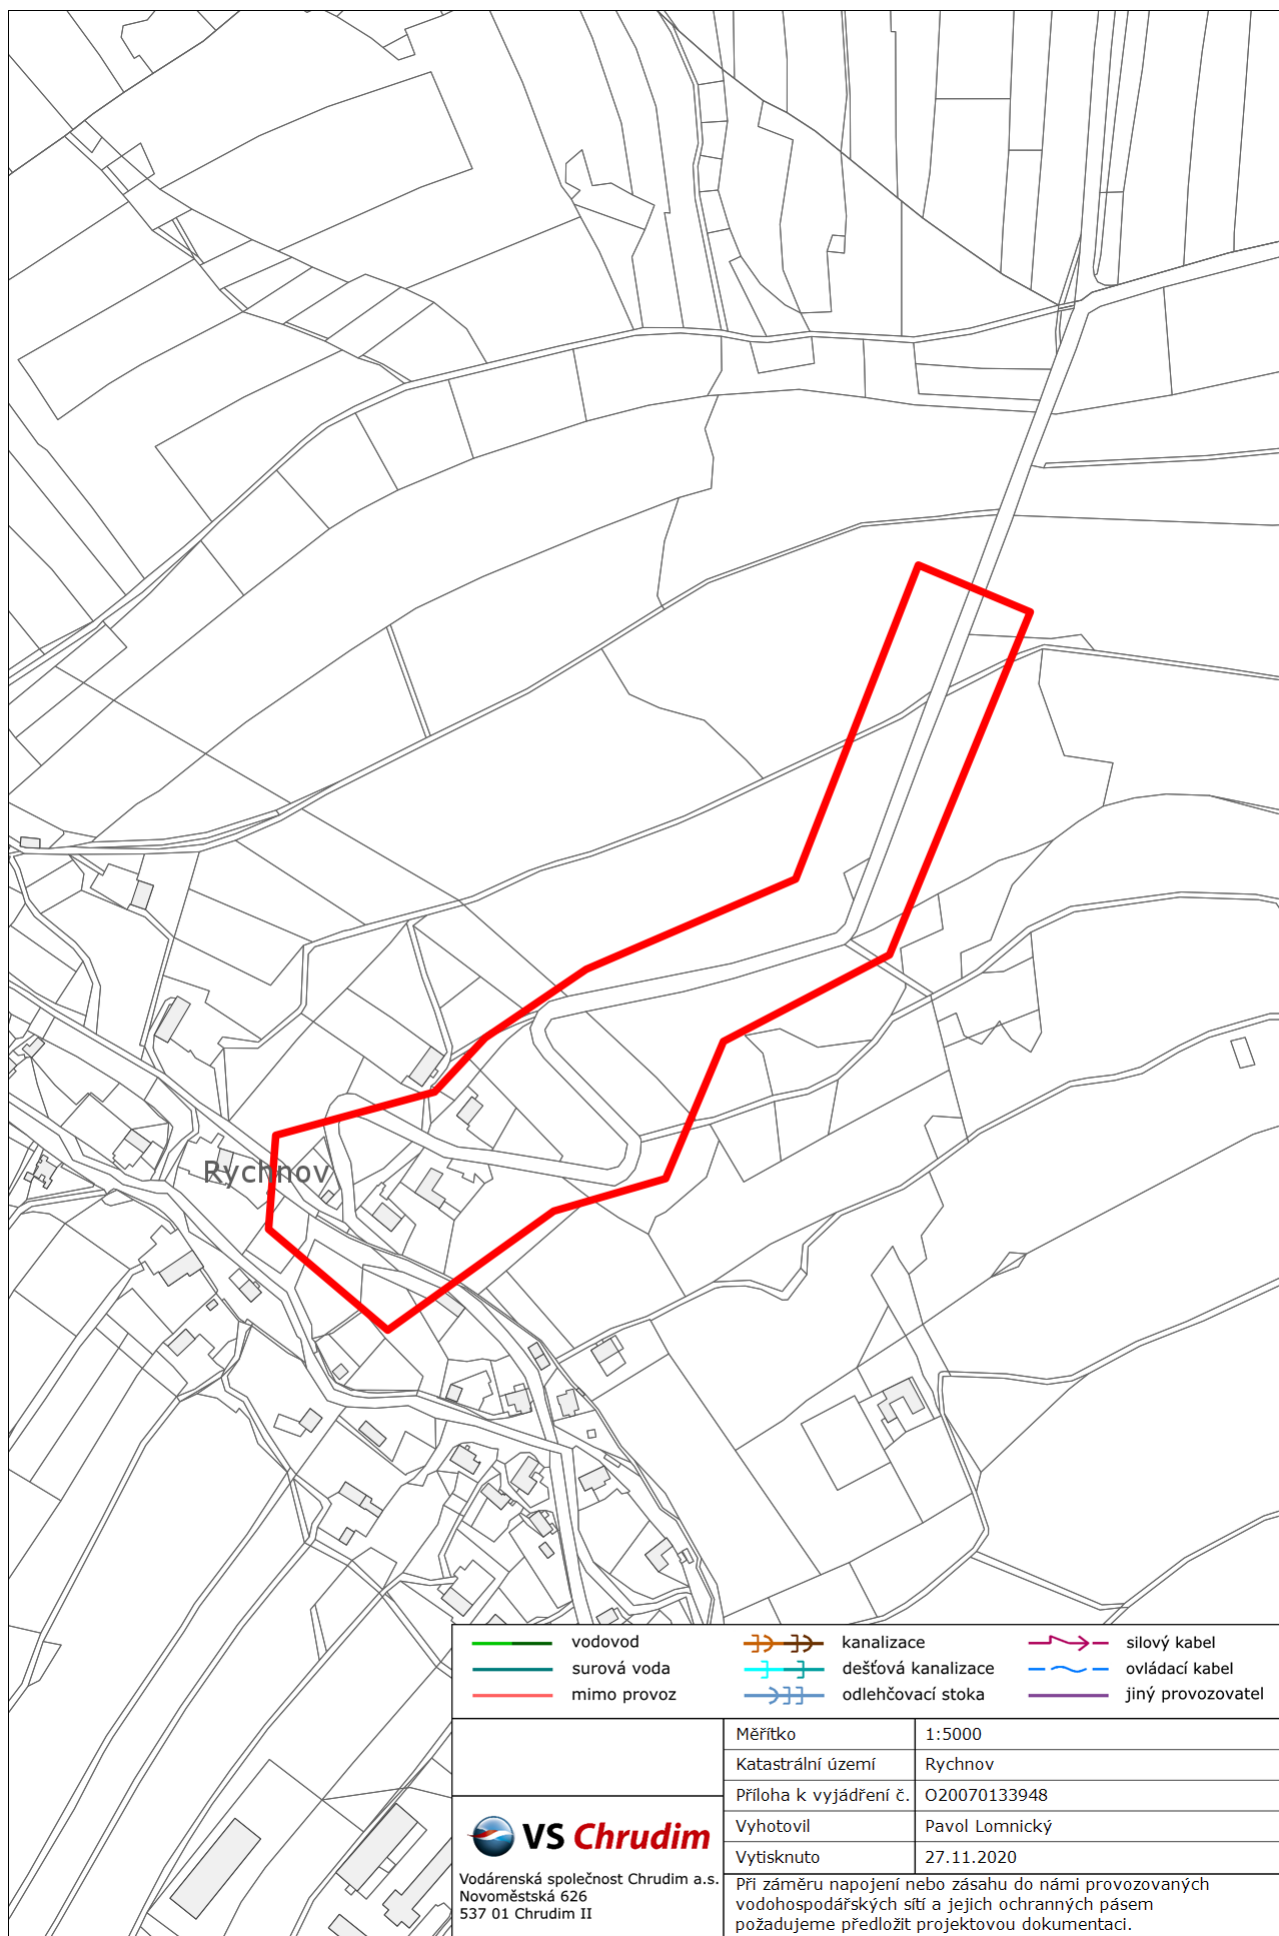 Rychnov
vodovod
surová voda
mimo provoz
kanalizace
dešťová kanalizace
odlehčovací stoka
silový kabel
ovládací kabel
jiný provozovatel
Měřítko 1:5000
Katastrální území Rychnov
Příloha k vyjádření č. O20070133948
Vyhotovil Pavol Lomnický
Vytisknuto 27.11.2020
VS Chrudim
Vodárenská společnost Chrudim a.s.
Novoměstská 626
537 01 Chrudim II
Při záměru napojení nebo zásahu do námi provozovaných
vodohospodářských sítí a jejich ochranných pásem
požadujeme předložit projektovou dokumentaci.